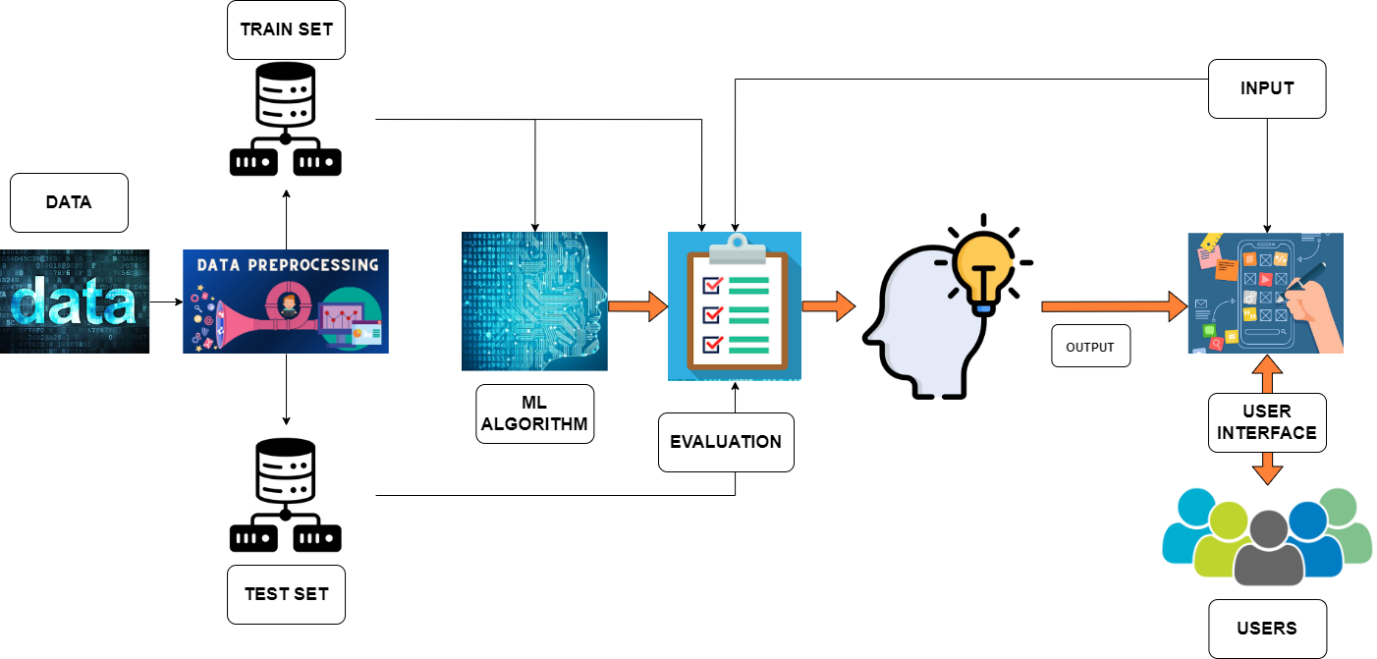 TRAIN SET
INPUT
DATA
data
DATA PREPROCESSING
OUTPUT
ML
ALGORITHM
EVALUATION
USER
INTERFACE
TEST SET
USERS